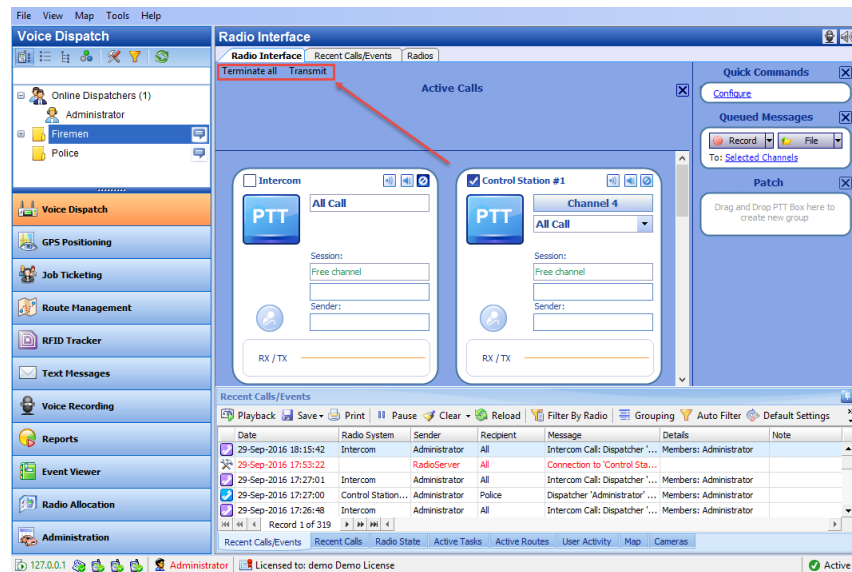 File View Map Tools Help
Voice Dispatch
Online Dispatchers (1)
Administrator
Firemen
Police
Voice Dispatch
GPS Positioning
Job Ticketing
Route Management
RFID Tracker
Text Messages
Voice Recording
Reports
Event Viewer
Radio Allocation
Administration
Radio Interface
Radio Interface Recent Calls/Events Radios
Terminate all Transmit
Active Calls
Intercom
PTT
All Call
Session:
Free channel
Sender:
RX / TX
Control Station #1
PTT
Channel 4
All Call
Session:
Free channel
Sender:
RX / TX
Quick Commands
Configure
Queued Messages
Record File
To: Selected Channels
Patch
Drag and Drop PTT Box here to
create new group
Recent Calls/Events
Playback Save Print Pause Clear Reload Filter By Radio Grouping Auto Filter Default Settings
Date Radio System Sender Recipient Message Details Note
29-Sep-2016 18:15:42 Intercom Administrator All Intercom Call: Dispatcher '... Members: Administrator
29-Sep-2016 17:53:22 RadioServer All Connection to 'Control Sta...
29-Sep-2016 17:27:01 Intercom Administrator All Intercom Call: Dispatcher '... Members: Administrator
29-Sep-2016 17:27:00 Control Station... Administrator Police Dispatcher 'Administrator' ... Members: Administrator
29-Sep-2016 17:26:48 Intercom Administrator All Intercom Call: Dispatcher '... Members: Administrator
Record 1 of 319
Recent Calls/Events Recent Calls Radio State Active Tasks Active Routes User Activity Map Cameras
127.0.0.1 Administrator Licensed to: demo Demo License Active